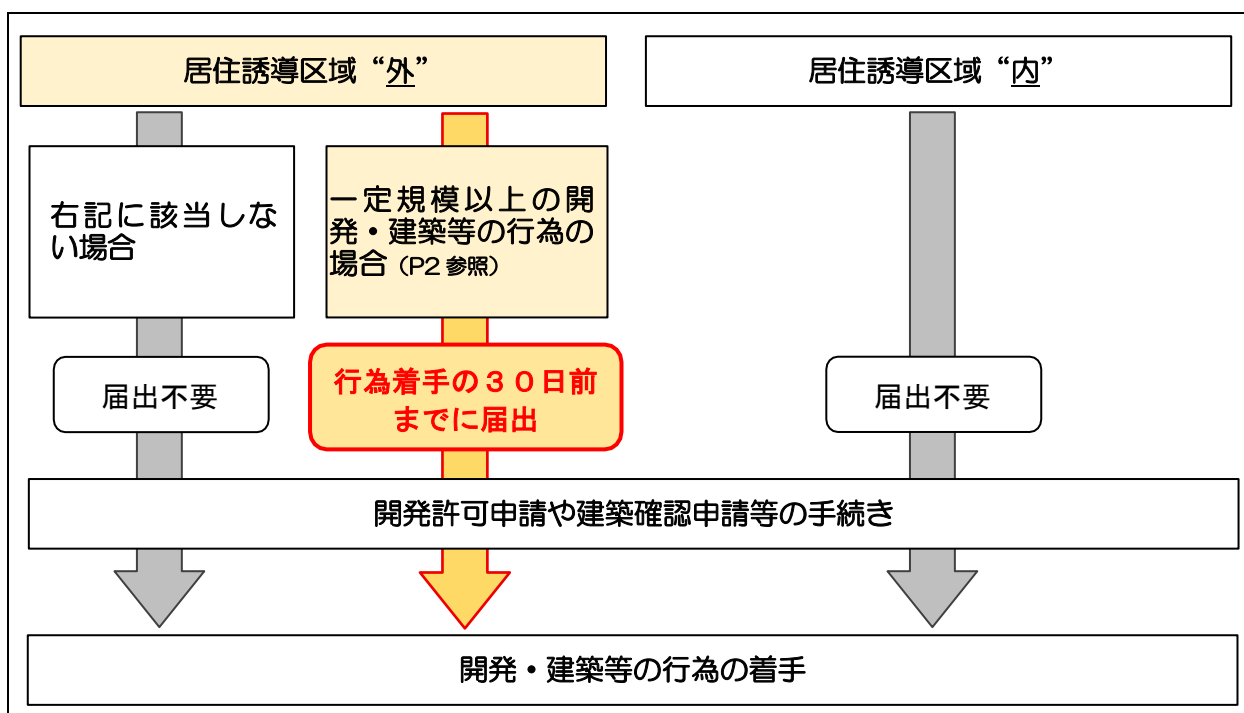 居住誘導区域“外”
居住誘導区域“内”
右記に該当しな
い場合
一定規模以上の開
発・建築等の行為の
場合（P2 参照）
届出不要
行為着手の３０日前
までに届出
届出不要
開発許可申請や建築確認申請等の手続き
開発・建築等の行為の着手